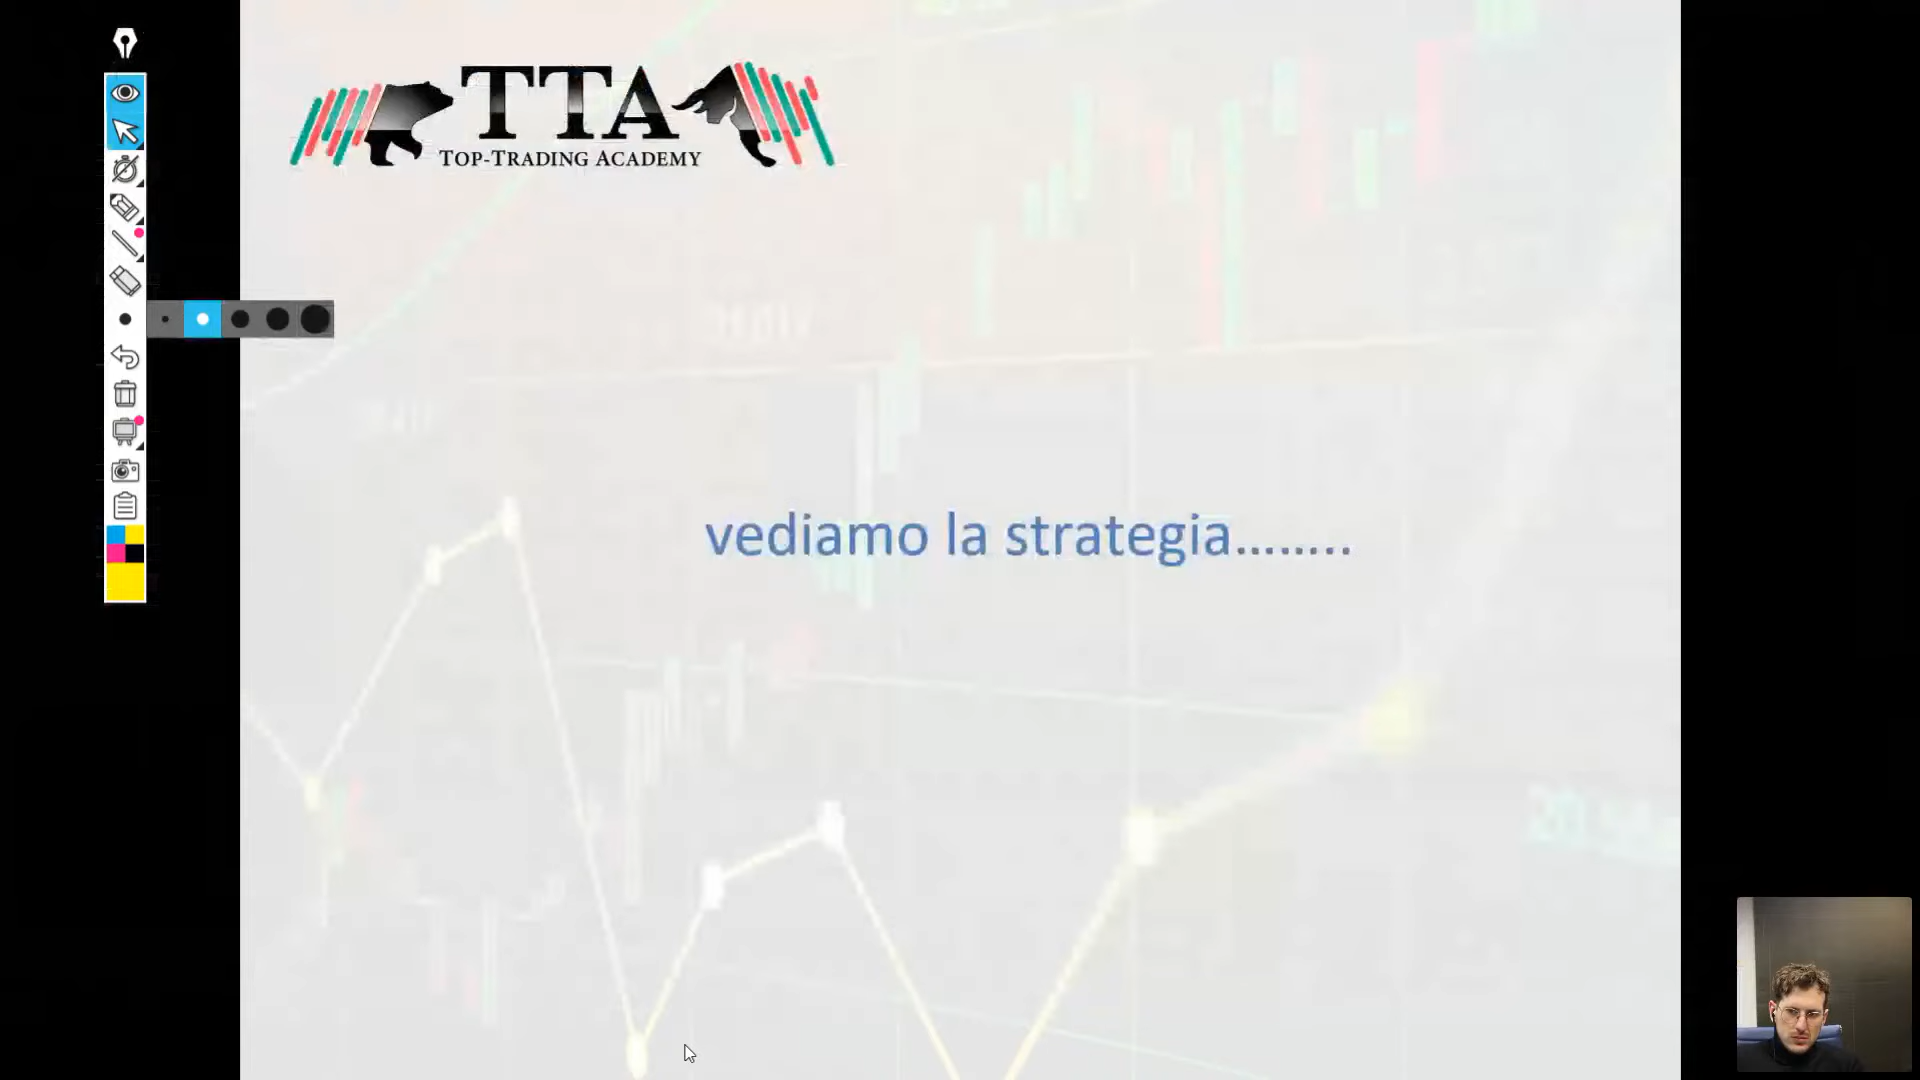 TTA
TOP-TRADING ACADEMY
vediamo la strategia........